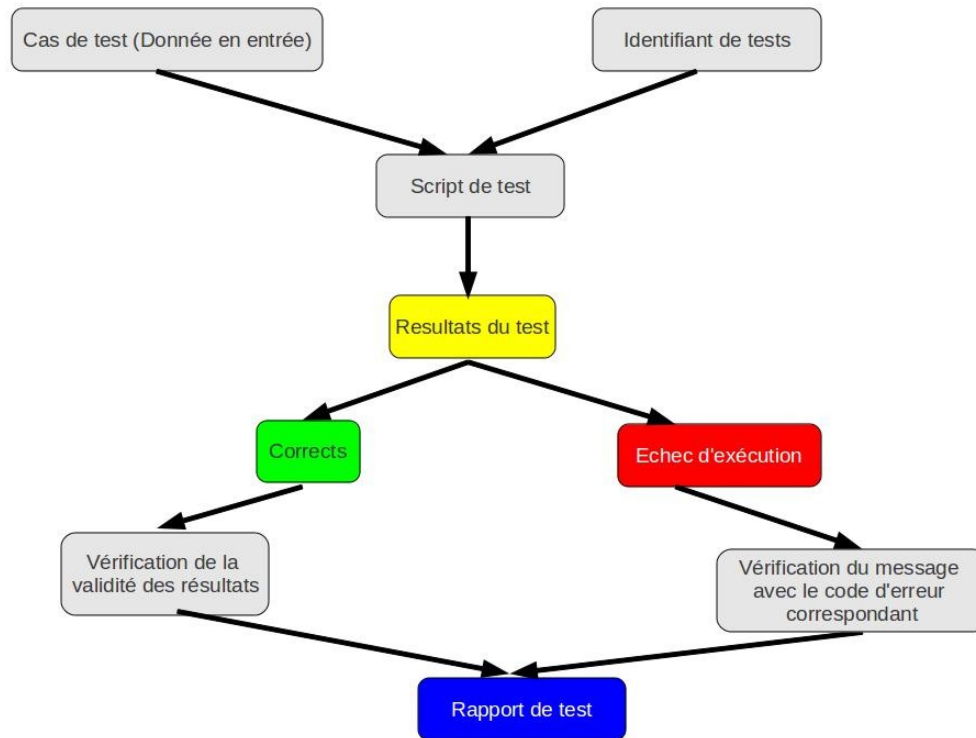 Cas de test (Donnée en entrée)
Identifiant de tests
Script de test
Resultats du test
Corrects
Echec d'exécution
Vérification de la
validité des résultats
Vérification du message
avec le code d'erreur
correspondant
Rapport de test